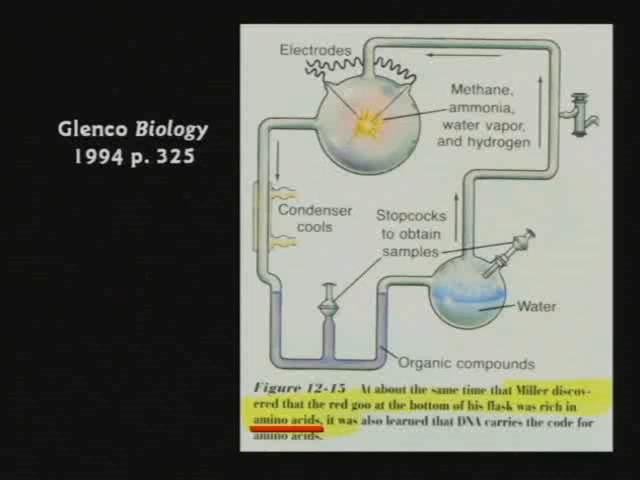 Glenco Biology
1994 p. 325
Electrodes
Methane,
ammonia,
water vapor,
and hydrogen
Condenser
cools
Stopcocks
to obtain
samples
Water
Organic compounds
Figure 12-15 At about the same time that Miller discov-
ered that the red goo at the bottom of his flask was rich in
amino acids, it was also learned that DNA carries the code for
amino acids.